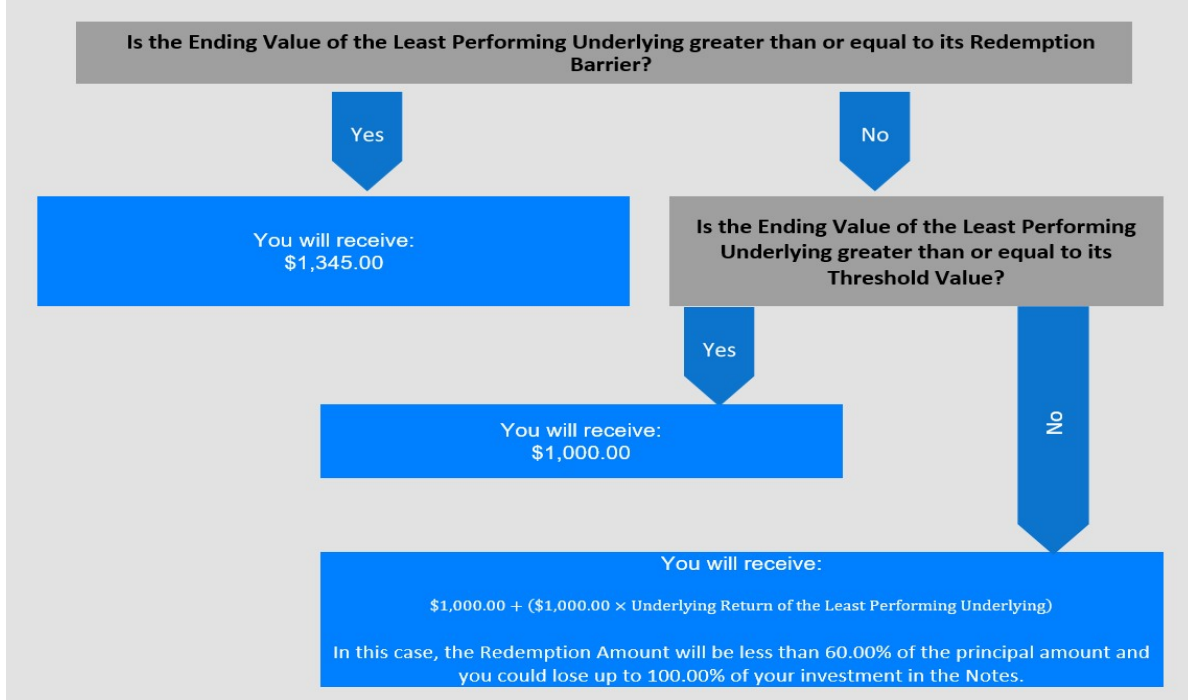 Is the Ending Value of the Least Performing Underlying greater than or equal to its Redemption
Barrier?
Yes
No
You will receive:
$1,345.00
Is the Ending Value of the Least Performing
Underlying greater than or equal to its
Threshold Value?
Yes
No
You will receive:
$1,000.00
You will receive:
$1,000.00 + ($1,000.00 × Underlying Return of the Least Performing Underlying)
In this case, the Redemption Amount will be less than 60.00% of the principal amount and
you could lose up to 100.00% of your investment in the Notes.